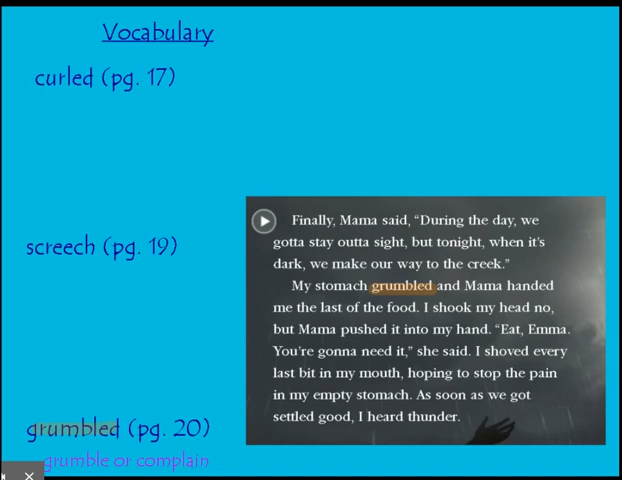 Vocabulary
curled (pg. 17)
screech (pg. 19)
Finally, Mama said, “During the day, we
gotta stay outta sight, but tonight, when it’s
dark, we make our way to the creek.”
My stomach grumbled and Mama handed
me the last of the food. I shook my head no,
but Mama pushed it into my hand. “Eat, Emma.
You’re gonna need it,” she said. I shoved every
last bit in my mouth, hoping to stop the pain
in my empty stomach. As soon as we got
settled good, I heard thunder.
grumbled (pg. 20)
grumble or complain